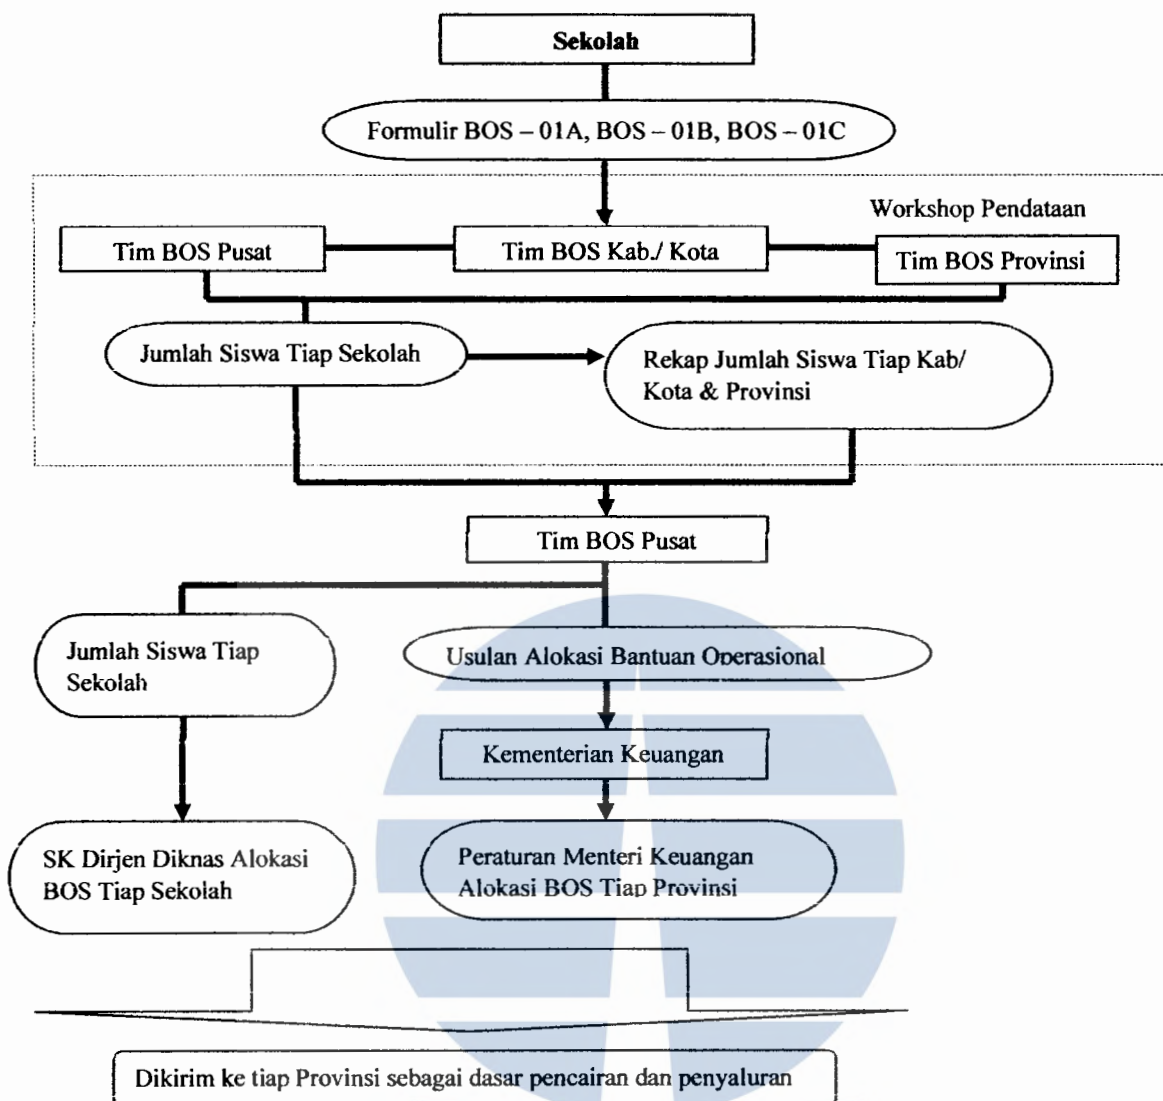 Sekolah
Formulir BOS – 01A, BOS – 01B, BOS – 01C
Workshop Pendataan
Tim BOS Pusat
Tim BOS Kab./ Kota
Tim BOS Provinsi
Jumlah Siswa Tiap Sekolah
Rekap Jumlah Siswa Tiap Kab/
Kota & Provinsi
Tim BOS Pusat
Jumlah Siswa Tiap
Sekolah
Usulan Alokasi Bantuan Operasional
Kementerian Keuangan
SK Dirjen Diknas Alokasi
BOS Tiap Sekolah
Peraturan Menteri Keuangan
Alokasi BOS Tiap Provinsi
Dikirim ke tiap Provinsi sebagai dasar pencairan dan penyaluran